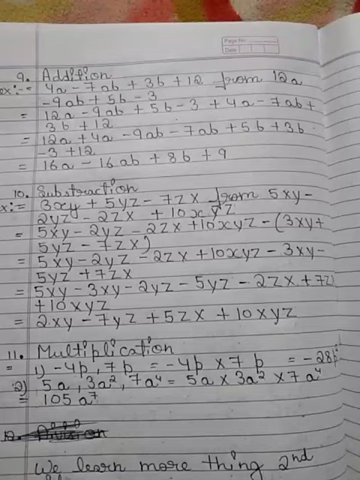 Page No.
Date
9. Addition
ex:- 4a - 7ab + 3b + 12 from 12a
- 9ab + 5b - 3
= 12a - 9ab + 5b - 3 + 4a - 7ab +
3b + 12
= 12a + 4a - 9ab - 7ab + 5b + 3b
- 3 + 12
= 16a - 16ab + 8b + 9
10. Substraction
ex:= 3xy + 5yz - 7zx from 5xy -
2yz - 2zx + 10xyz
= 5xy - 2yz - 2zx + 10xyz - (3xy +
5yz - 7zx)
= 5xy - 2yz - 2zx + 10xyz - 3xy -
5yz + 7zx
= 5xy - 3xy - 2yz - 5yz - 2zx + 7zx
+ 10xyz
= 2xy - 7yz + 5zx + 10xyz
11. Multiplication
= 1) -4p, 7p = -4p × 7p = -28p²
2) 5a, 3a², 7a⁴ = 5a × 3a² × 7a⁴
= 105a⁷
12. Division
We learn more thing 2nd